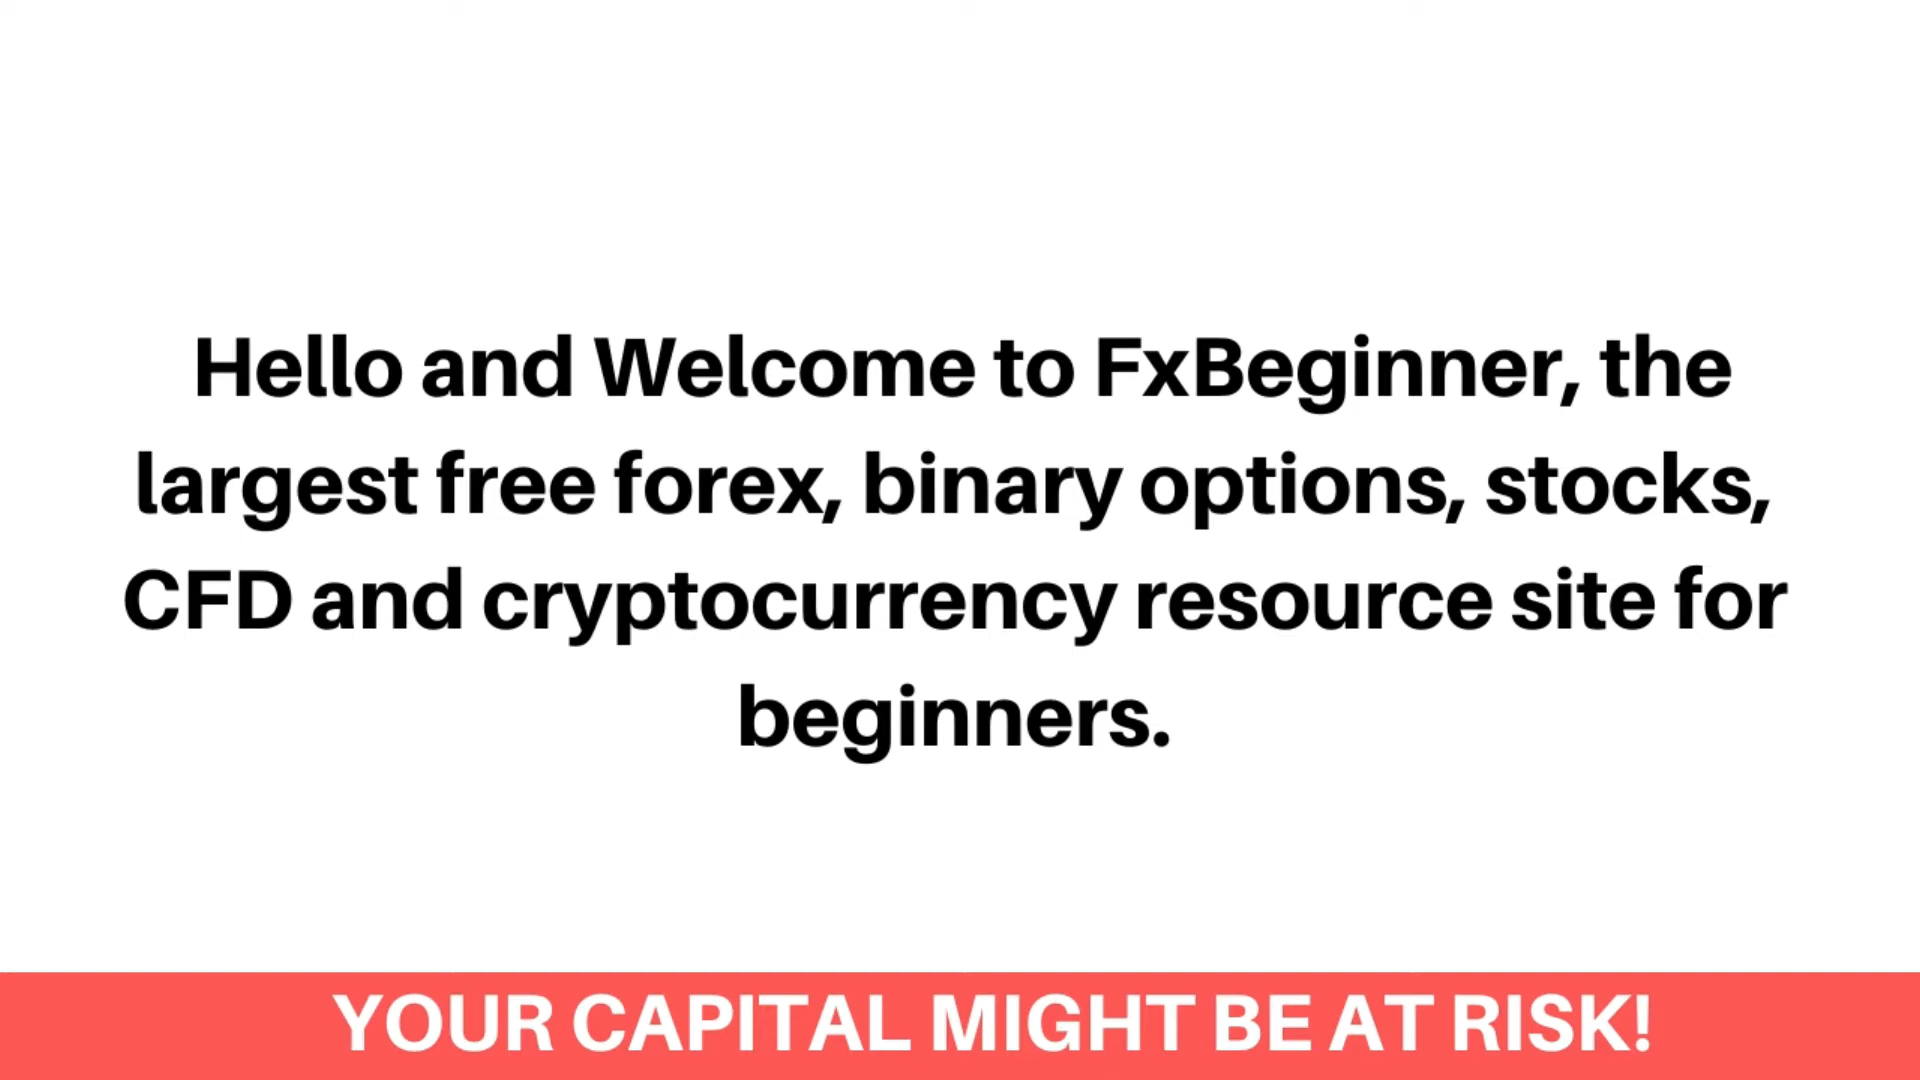 Hello and Welcome to FxBeginner, the
largest free forex, binary options, stocks,
CFD and cryptocurrency resource site for
beginners.
YOUR CAPITAL MIGHT BE AT RISK!